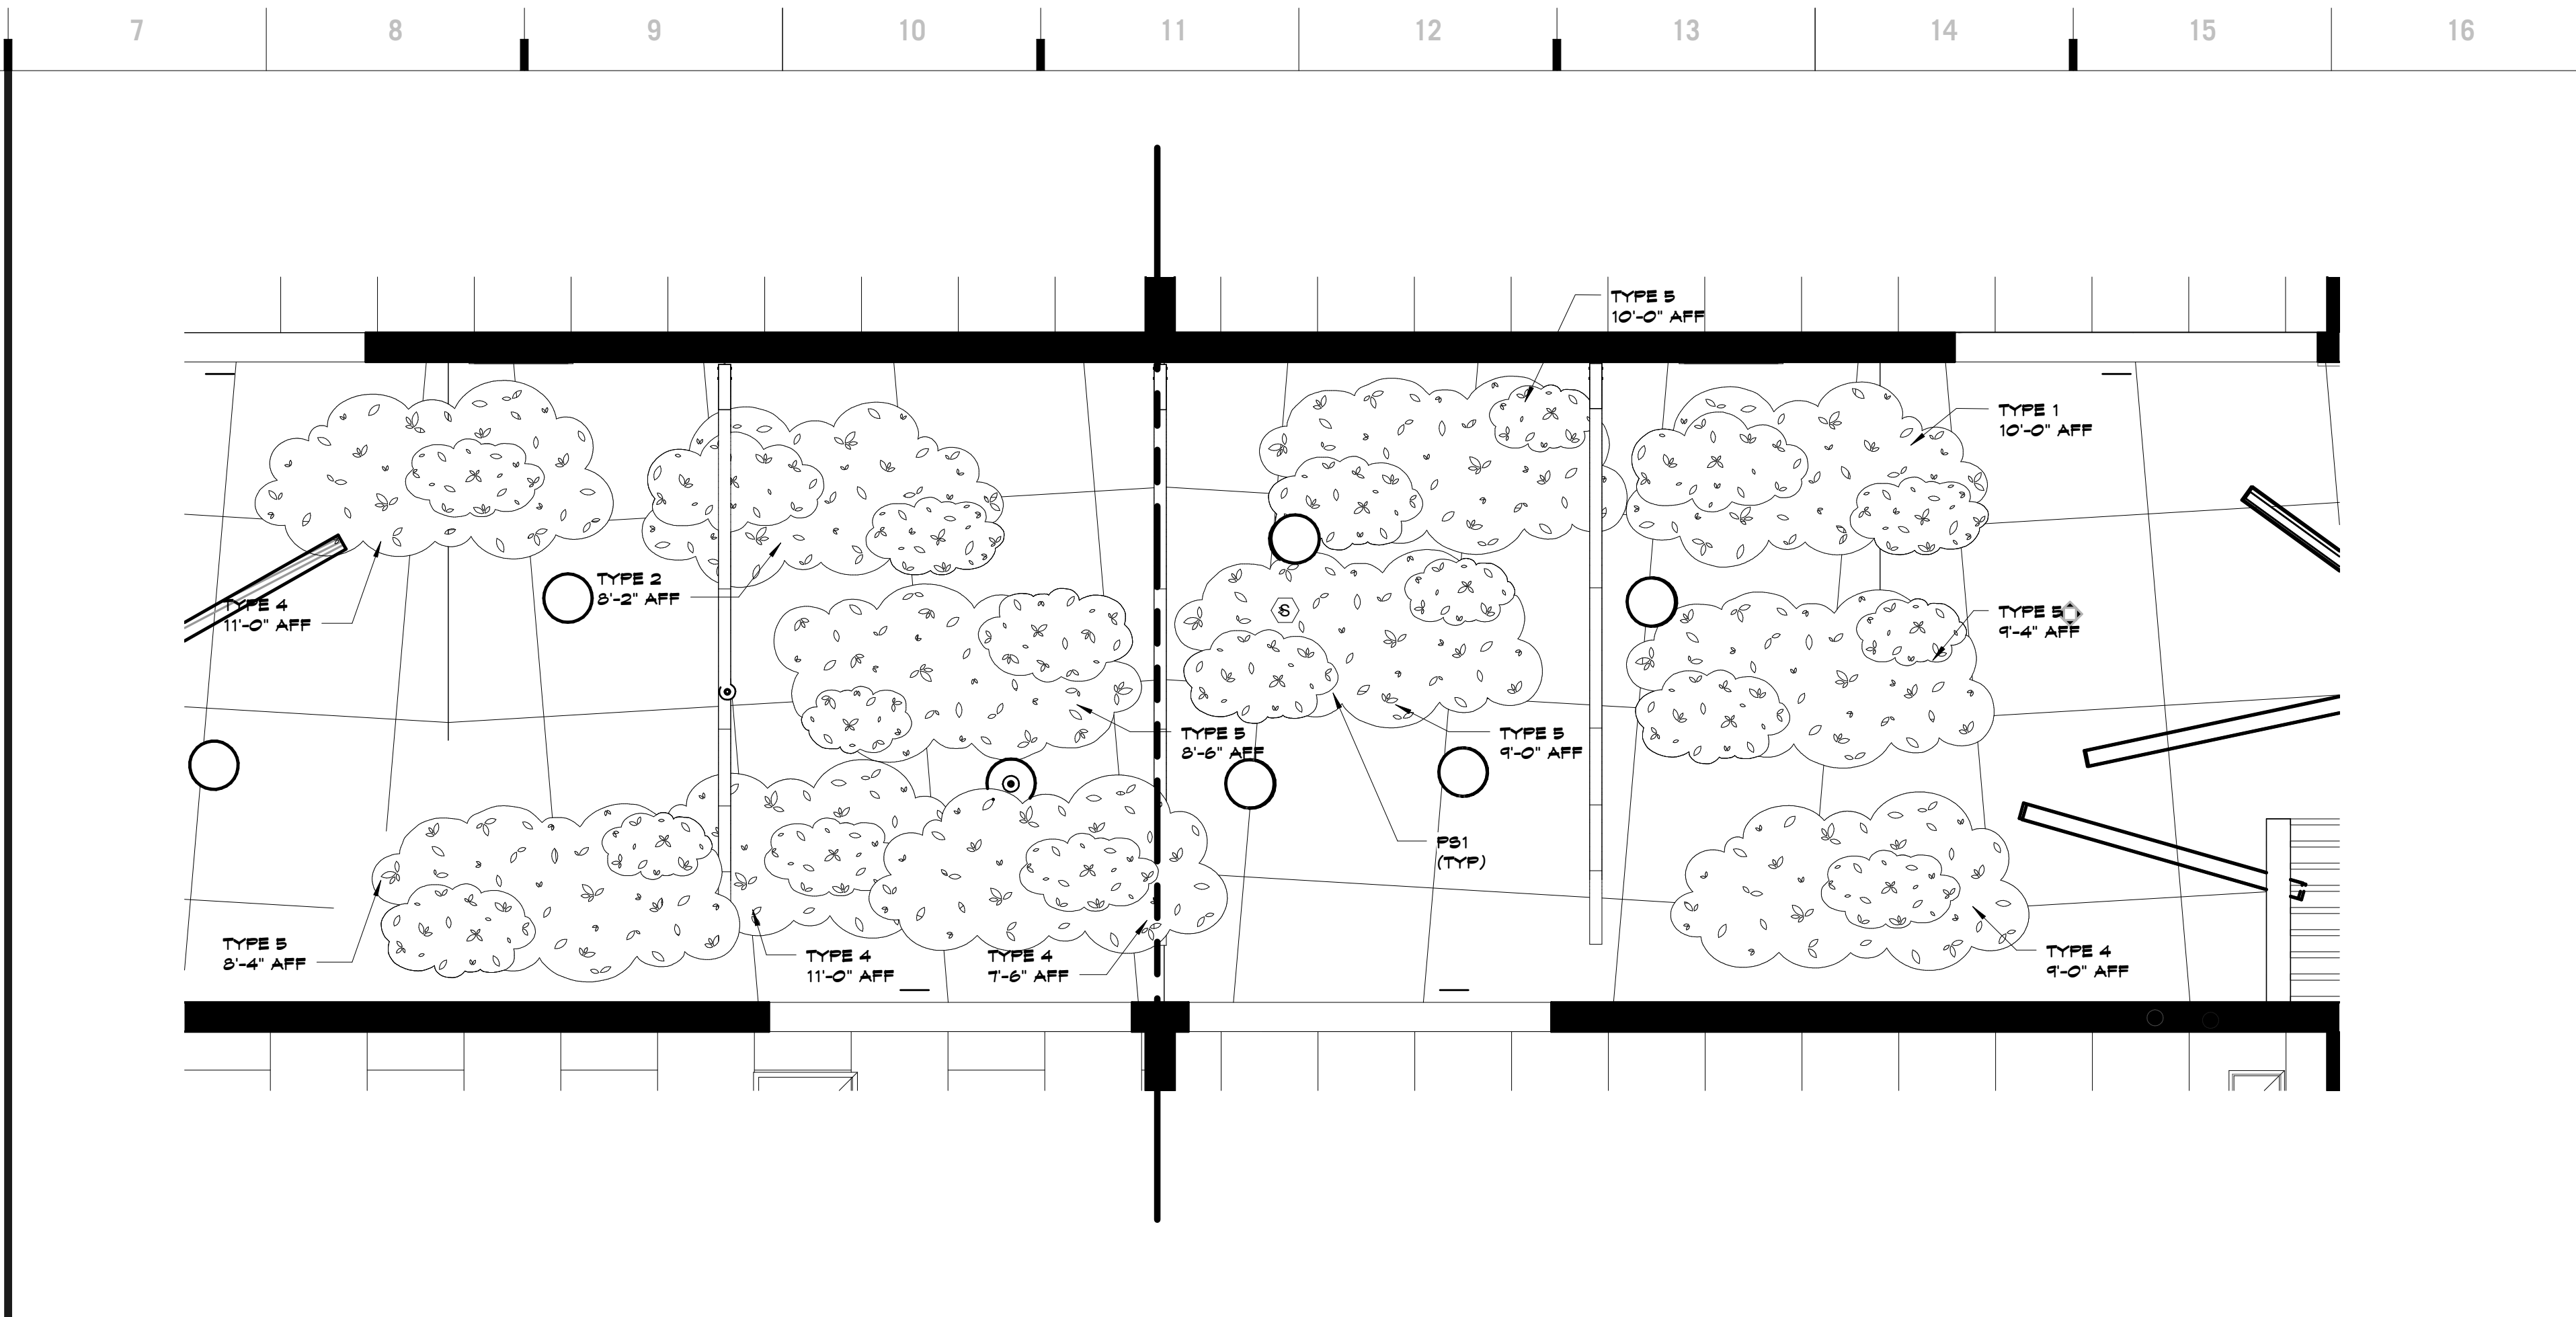 7 8 9 10 11 12 13 14 15 16
TYPE 5
10'-0" AFF
TYPE 1
10'-0" AFF
TYPE 2
8'-2" AFF
TYPE 4
11'-0" AFF
S
TYPE 5
9'-4" AFF
TYPE 5
8'-6" AFF
TYPE 5
9'-0" AFF
PS1
(TYP)
TYPE 5
8'-4" AFF
TYPE 4
11'-0" AFF
TYPE 4
7'-6" AFF
TYPE 4
9'-0" AFF